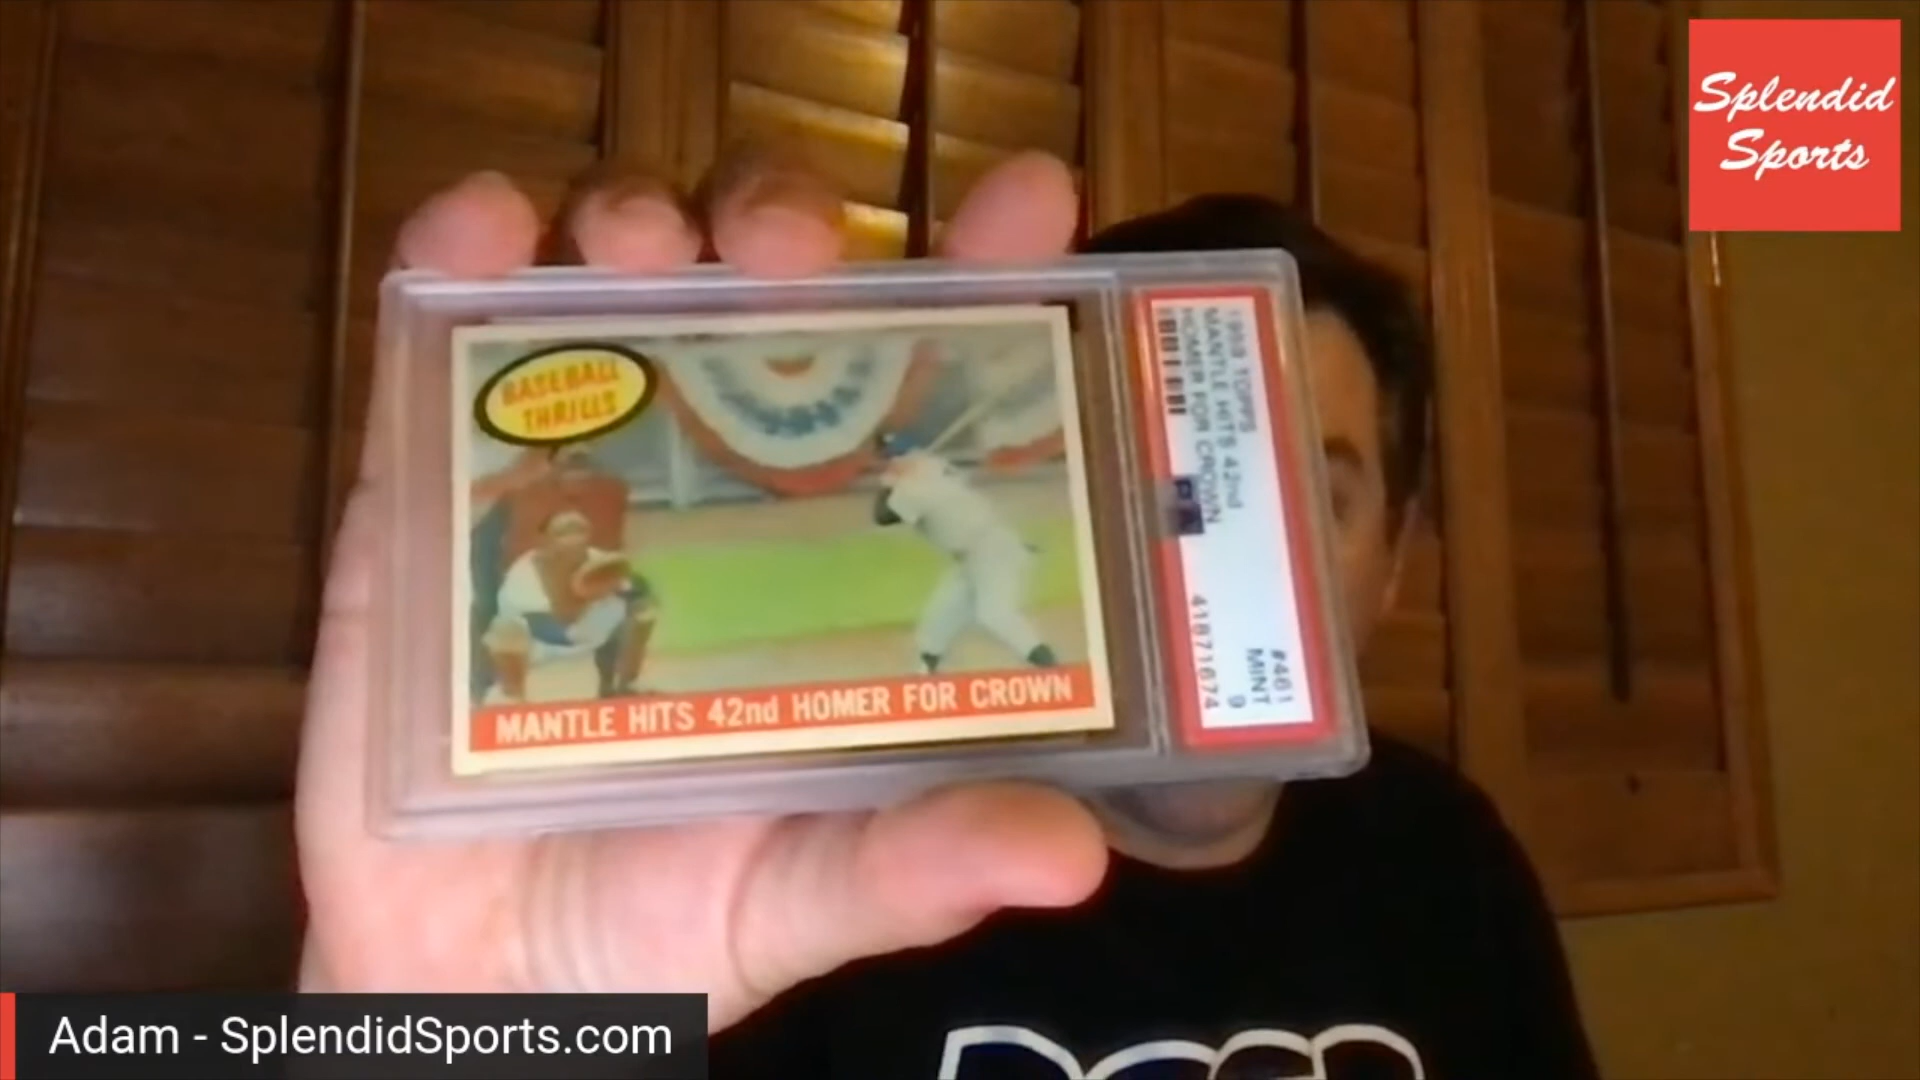 Splendid
Sports
BASEBALL
THRILLS
MANTLE HITS 42nd HOMER FOR CROWN
1959 TOPPS
MANTLE HITS 42nd
HOMER FOR CROWN
#461
MINT
9
41871674
Adam - SplendidSports.com